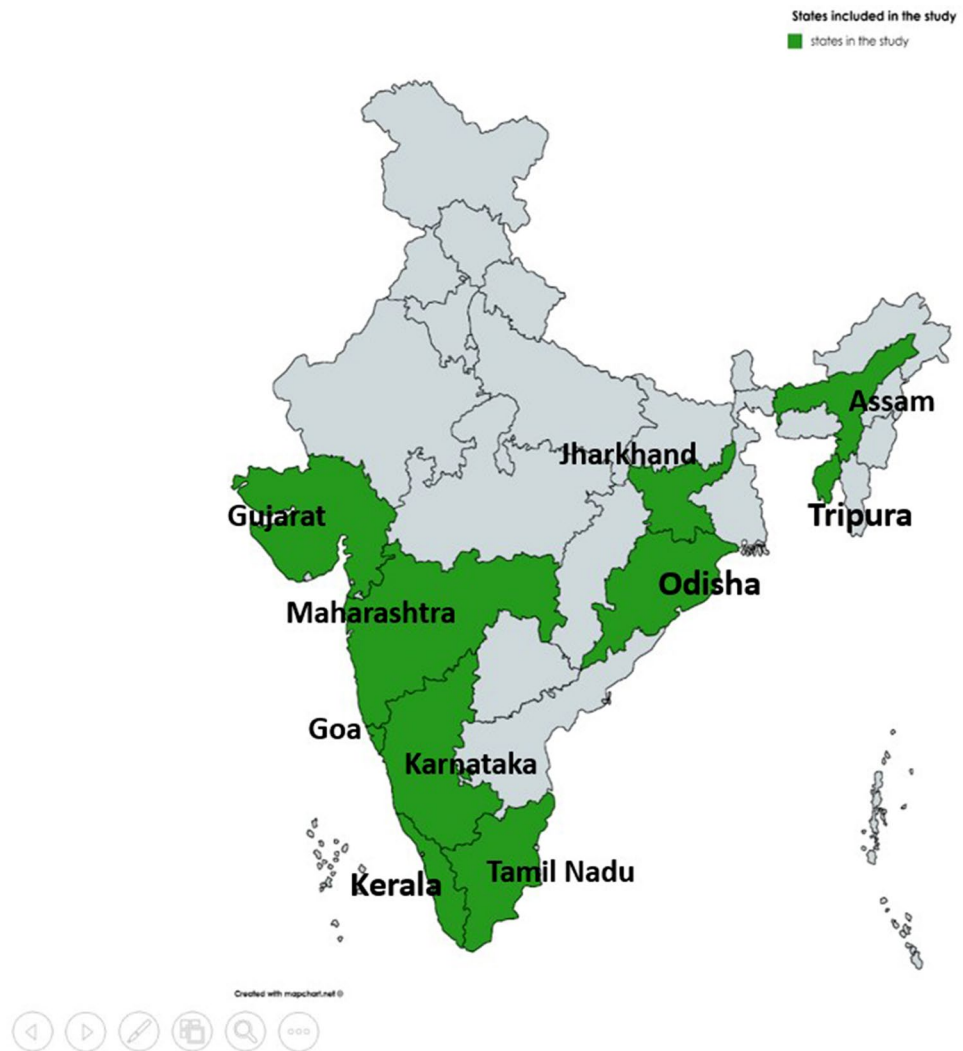 States included in the study
states in the study
Assam
Jharkhand
Gujarat
Tripura
Odisha
Maharashtra
Goa
Karnataka
Tamil Nadu
Kerala
Created with mapchart.net ©